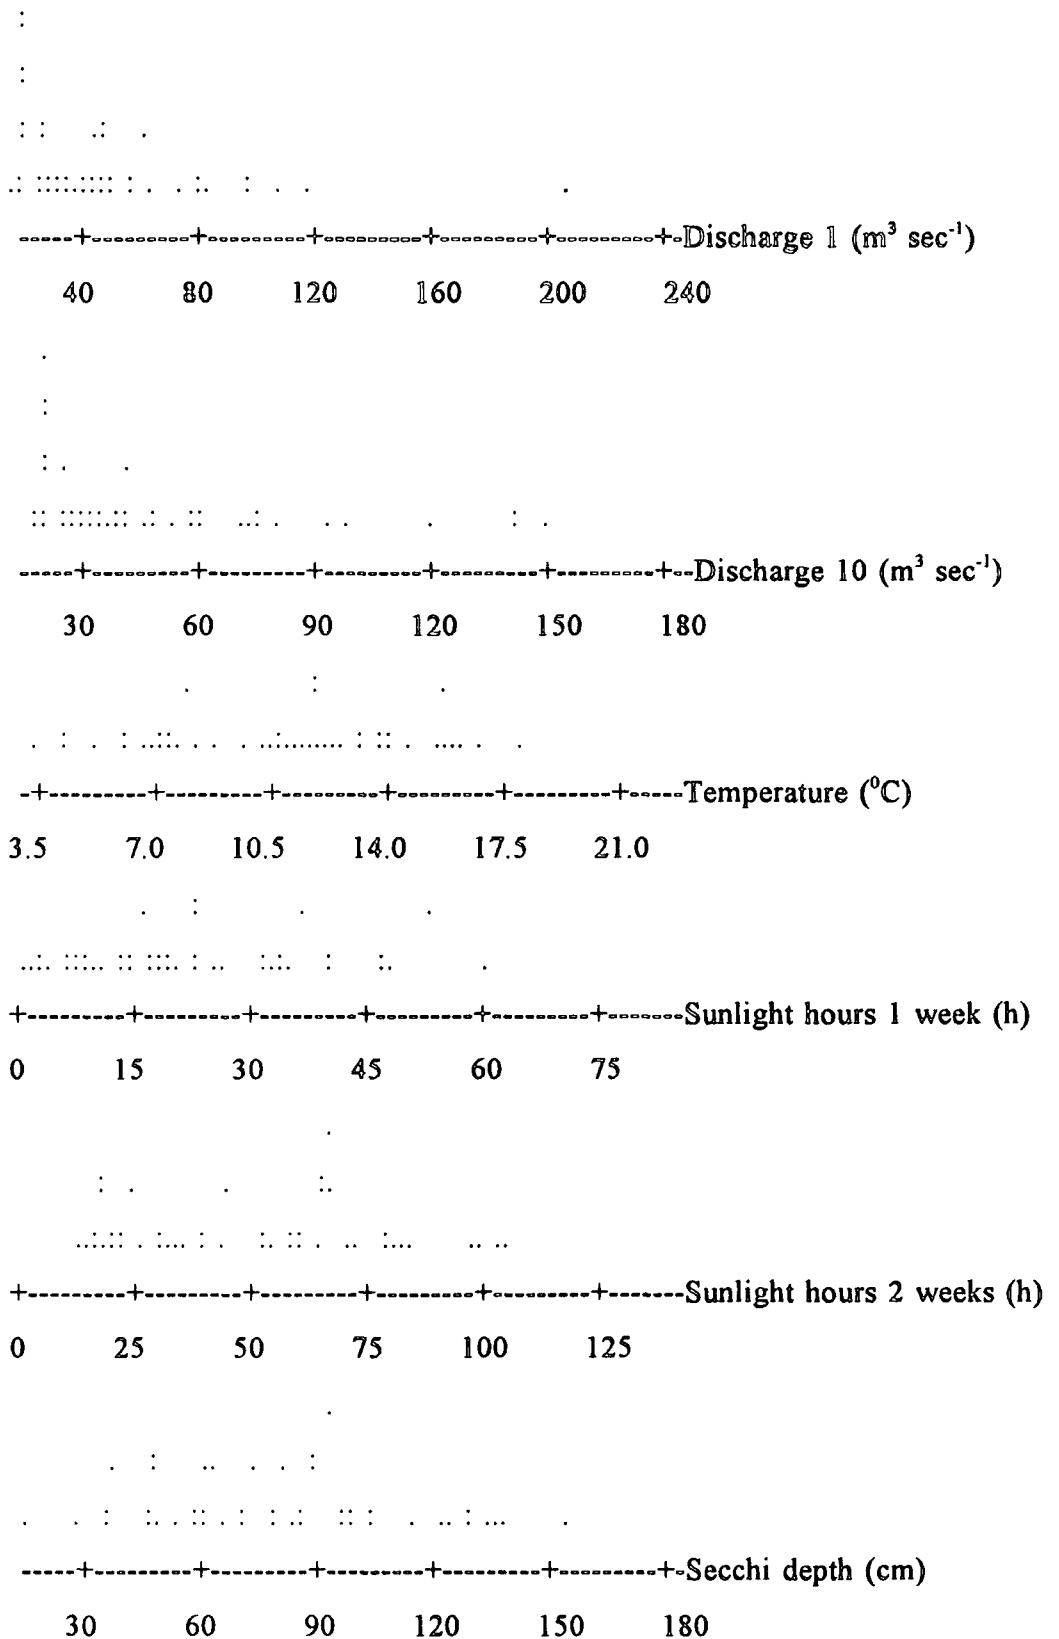 -----+---------+---------+---------+---------+---------+-Discharge 1 (m³ sec⁻¹)
40 80 120 160 200 240
-----+---------+---------+---------+---------+---------+--Discharge 10 (m³ sec⁻¹)
30 60 90 120 150 180
-+---------+---------+---------+---------+---------+-----Temperature (⁰C)
3.5 7.0 10.5 14.0 17.5 21.0
+---------+---------+---------+---------+---------+-------Sunlight hours 1 week (h)
0 15 30 45 60 75
+---------+---------+---------+---------+---------+-------Sunlight hours 2 weeks (h)
0 25 50 75 100 125
-----+---------+---------+---------+---------+---------+-Secchi depth (cm)
30 60 90 120 150 180